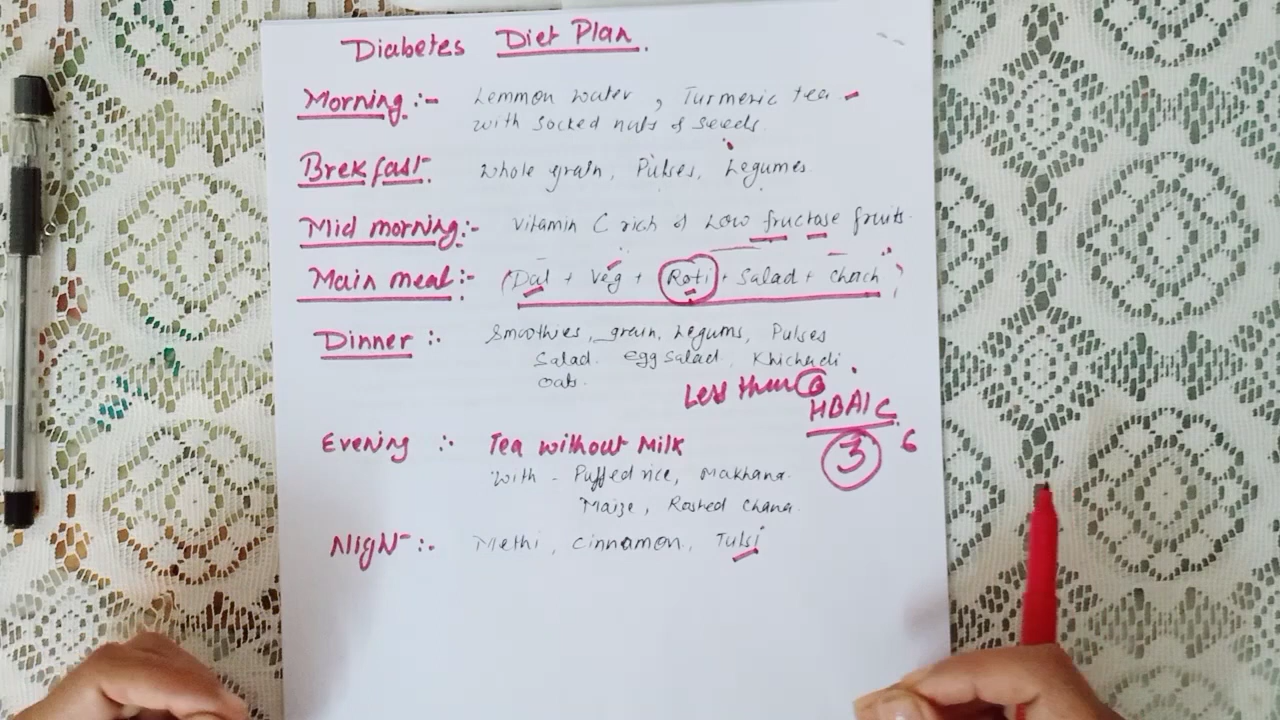 Diabetes Diet Plan.
Morning:- Lemmon water, Turmeric tea
with socked nuts & seeds.
Brekfast. Whole grain, Pulses, Legumes.
Mid morning:- Vitamin C rich & Low fructase fruits.
Main meal:- (Dal + Veg + Roti + Salad + chach)
Dinner :- Smoothies, grain, Legums, Pulses
Salad. egg salad, Khichudi
oats.
Less than 6
HBA1C
3 6
Evening :- Tea without Milk
With - Puffed rice, Makhana.
Maize, Rosted Chana.
Night :- Methi, Cinnamon, Tulsi